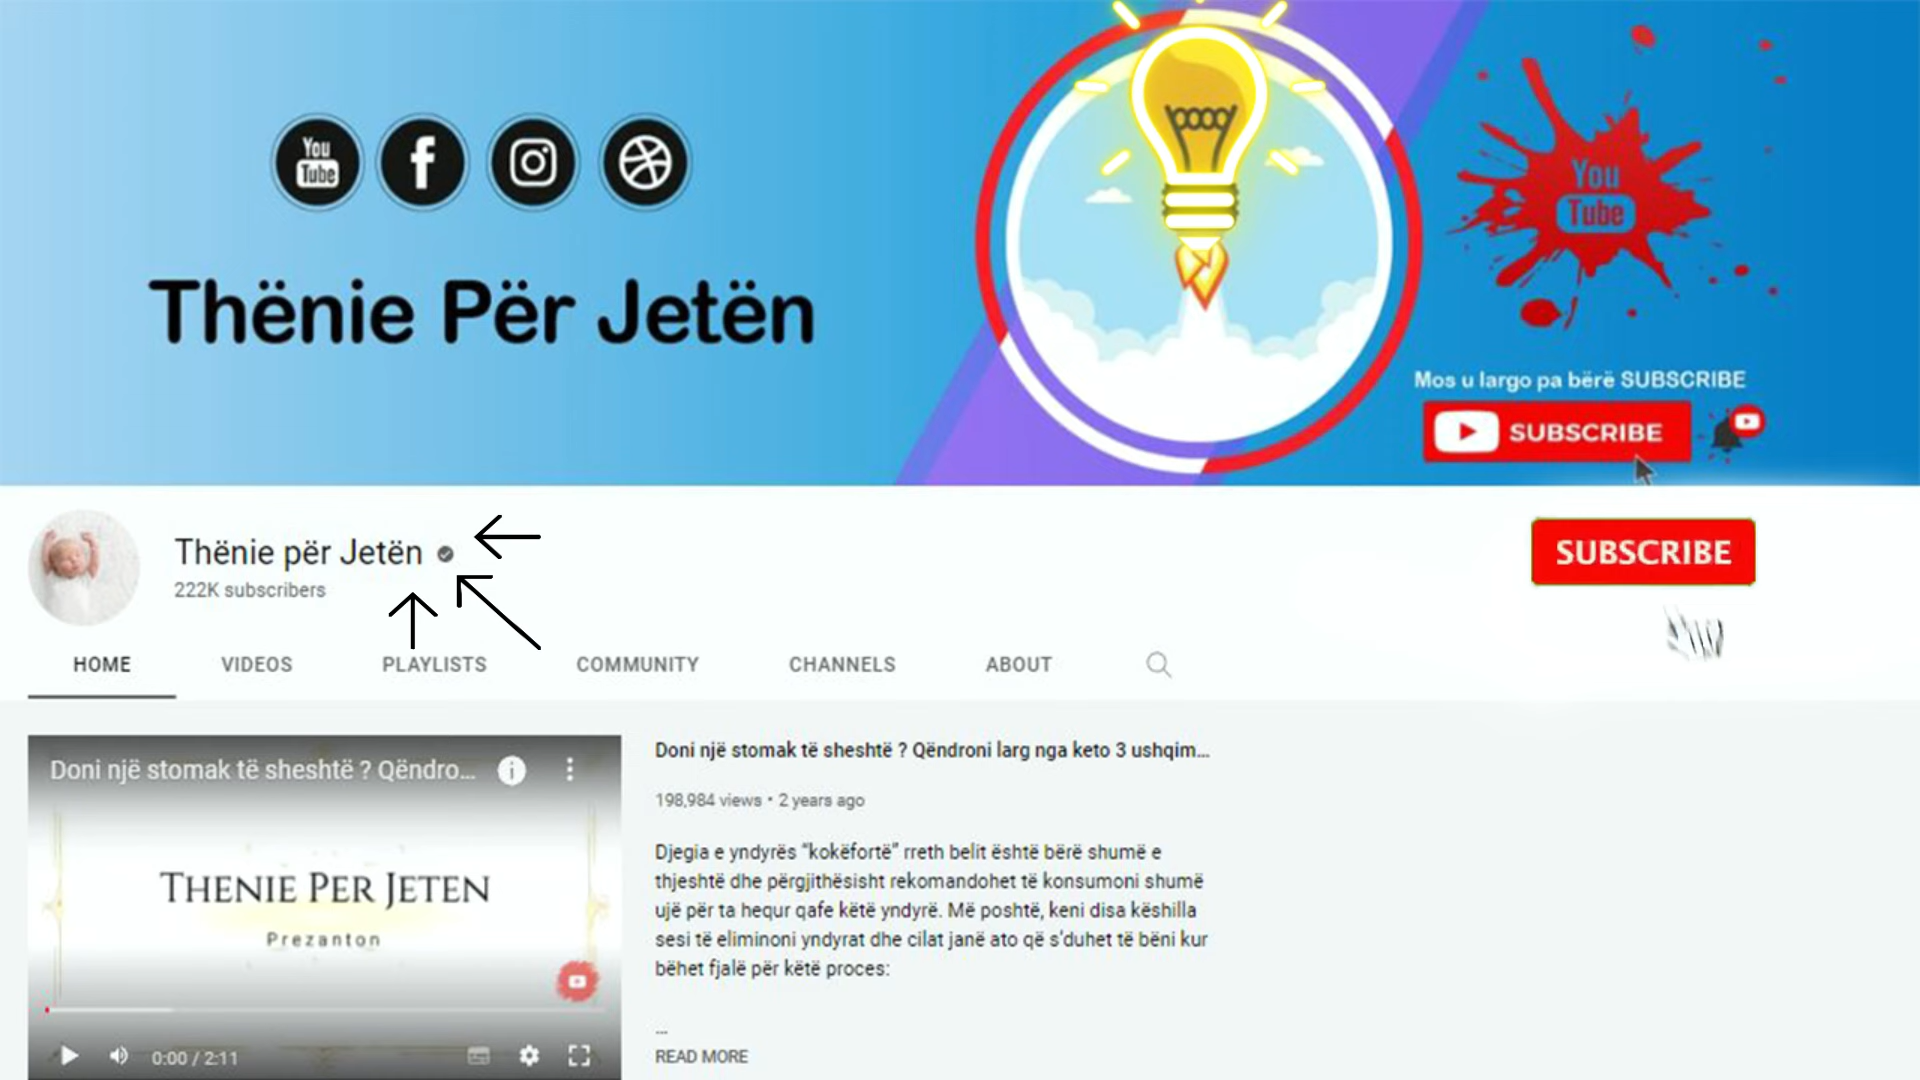 You
Tube
Thënie Për Jetën
You
Tube
Mos u largo pa bërë SUBSCRIBE
SUBSCRIBE
Thënie për Jetën
222K subscribers
SUBSCRIBE
HOME
VIDEOS
PLAYLISTS
COMMUNITY
CHANNELS
ABOUT
Doni një stomak të sheshtë ? Qëndro...
THENIE PER JETEN
Prezanton
0:00 / 2:11
Doni një stomak të sheshtë ? Qëndroni larg nga keto 3 ushqim...
198,984 views • 2 years ago
Djegia e yndyrës “kokëfortë” rreth belit është bërë shumë e
thjeshtë dhe përgjithësisht rekomandohet të konsumoni shumë
ujë për ta hequr qafe këtë yndyrë. Më poshtë, keni disa këshilla
sesi të eliminoni yndyrat dhe cilat janë ato që s'duhet të bëni kur
bëhet fjalë për këtë proces:
...
READ MORE